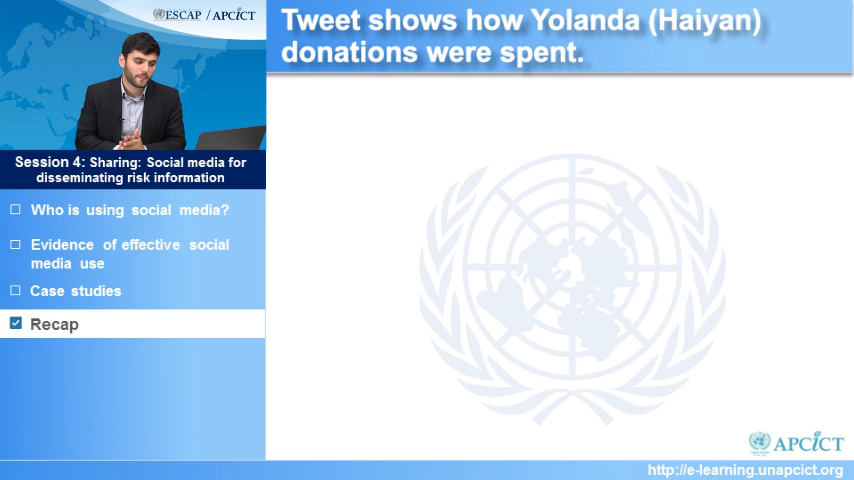 ESCAP / APCICT
Tweet shows how Yolanda (Haiyan)
donations were spent.
Session 4: Sharing: Social media for
disseminating risk information
Who is using social media?
Evidence of effective social
media use
Case studies
Recap
APCICT
http://e-learning.unapcict.org